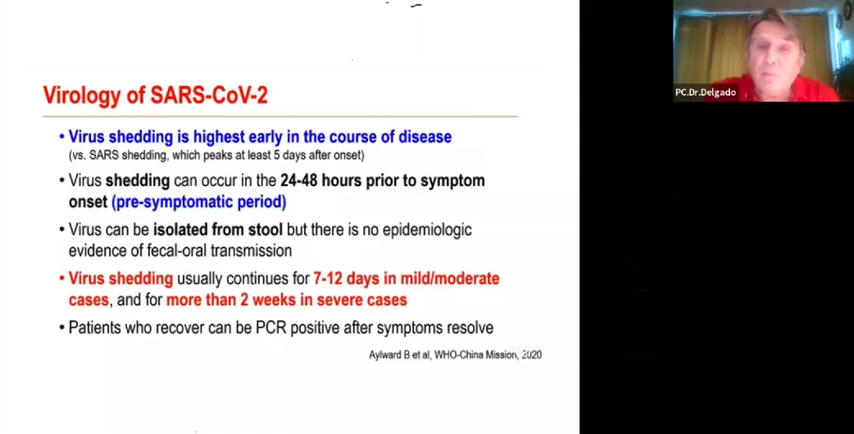 Virology of SARS-CoV-2
• Virus shedding is highest early in the course of disease
(vs. SARS shedding, which peaks at least 5 days after onset)
• Virus shedding can occur in the 24-48 hours prior to symptom
onset (pre-symptomatic period)
• Virus can be isolated from stool but there is no epidemiologic
evidence of fecal-oral transmission
• Virus shedding usually continues for 7-12 days in mild/moderate
cases, and for more than 2 weeks in severe cases
• Patients who recover can be PCR positive after symptoms resolve
Aylward B et al, WHO-China Mission, 2020
PC.Dr.Delgado